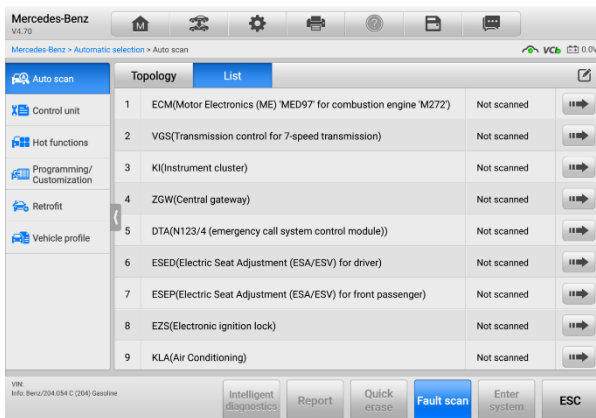 Mercedes-Benz
V4.70
M
?
Mercedes-Benz > Automatic selection > Auto scan
VCI
0.0V
Auto scan
Control unit
Hot functions
Programming/
Customization
Retrofit
Vehicle profile
Topology
List
1 ECM(Motor Electronics (ME) 'MED97' for combustion engine 'M272') Not scanned
2 VGS(Transmission control for 7-speed transmission) Not scanned
3 KI(Instrument cluster) Not scanned
4 ZGW(Central gateway) Not scanned
5 DTA(N123/4 (emergency call system control module)) Not scanned
6 ESED(Electric Seat Adjustment (ESA/ESV) for driver) Not scanned
7 ESEP(Electric Seat Adjustment (ESA/ESV) for front passenger) Not scanned
8 EZS(Electronic ignition lock) Not scanned
9 KLA(Air Conditioning) Not scanned
VIN:
Info: Benz/204.054 C (204) Gasoline
Intelligent
diagnostics
Report
Quick
erase
Fault scan
Enter
system
ESC